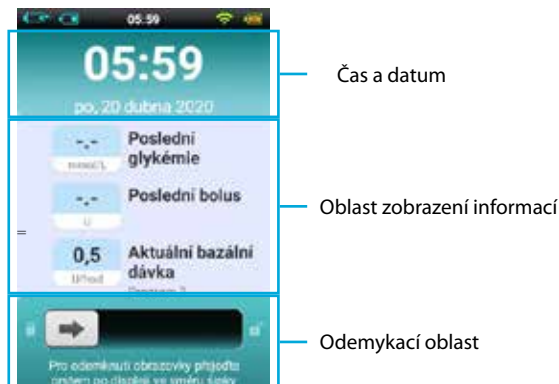 05:59
05:59
po, 20 dubna 2020
Čas a datum
-.-
mmol/L
Poslední
glykémie
-.-
U
Poslední bolus
Oblast zobrazení informací
0,5
U/hod
Aktuální bazální
dávka
Odemykací oblast
Pro odemknutí obrazovky přejeďte
prstem po displeji ve směru šipky